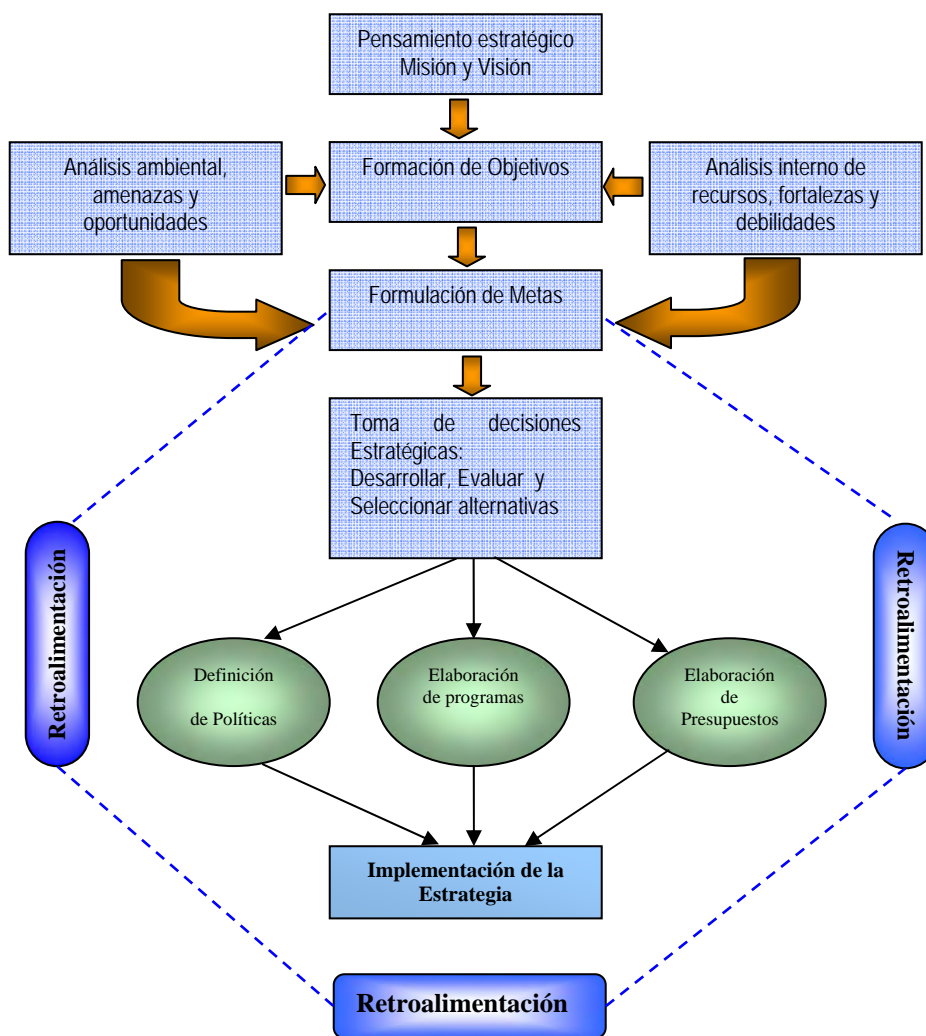 Pensamiento estratégico
Misión y Visión
Análisis ambiental,
amenazas y
oportunidades
Formación de Objetivos
Análisis interno de
recursos, fortalezas y
debilidades
Formulación de Metas
Toma de decisiones
Estratégicas:
Desarrollar, Evaluar y
Seleccionar alternativas
Retroalimentación
Retroalimentación
Definición
de Políticas
Elaboración
de programas
Elaboración
de
Presupuestos
Implementación de la
Estrategia
Retroalimentación